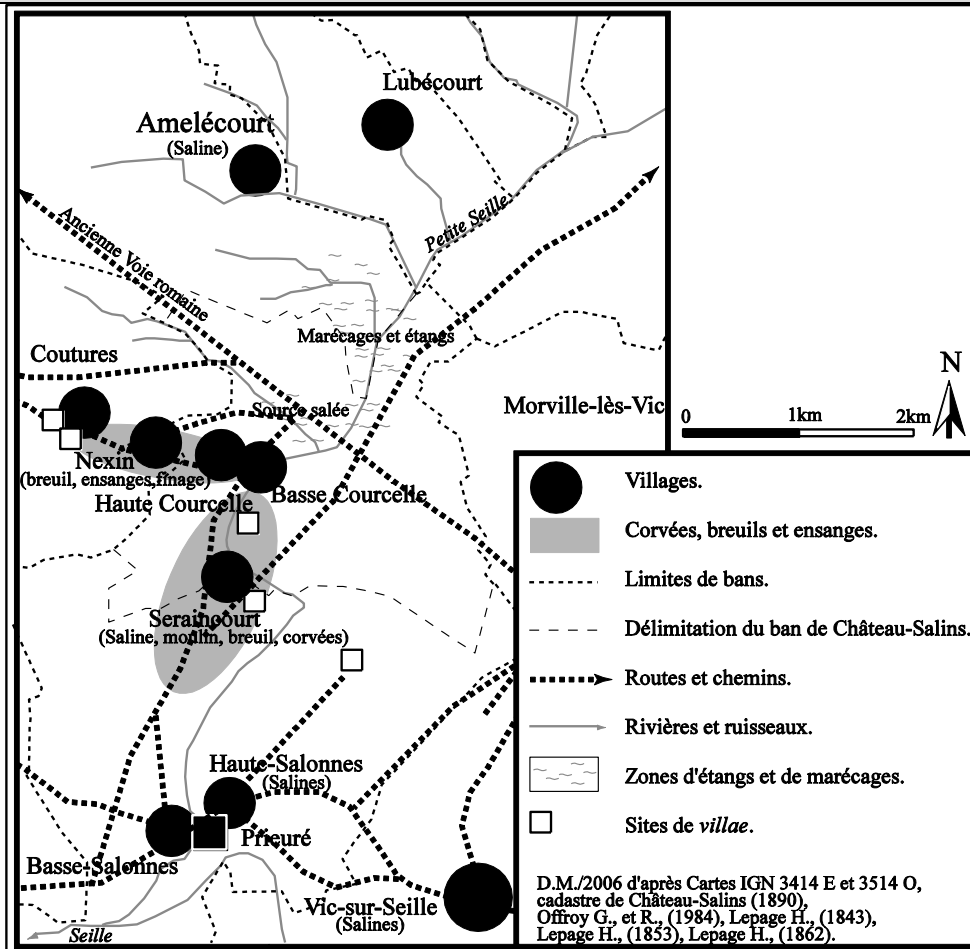 Lubécourt
Amelécourt
(Saline)
Petite Seille
Ancienne Voie romaine
Marécages et étangs
Coutures
Source salée
Morville-lès-Vic
N
0 1km 2km
Nexin
(breuil, ensanges,finage)
Basse Courcelle
Haute Courcelle
Seraincourt
(Saline, moulin, breuil, corvées)
Haute-Salonnes
(Salines)
Prieuré
Basse-Salonnes
Vic-sur-Seille
(Salines)
Seille
Villages.
Corvées, breuils et ensanges.
Limites de bans.
Délimitation du ban de Château-Salins.
Routes et chemins.
Rivières et ruisseaux.
Zones d'étangs et de marécages.
Sites de villae.
D.M./2006 d'après Cartes IGN 3414 E et 3514 O,
cadastre de Château-Salins (1890),
Offroy G., et R., (1984), Lepage H., (1843),
Lepage H., (1853), Lepage H., (1862).